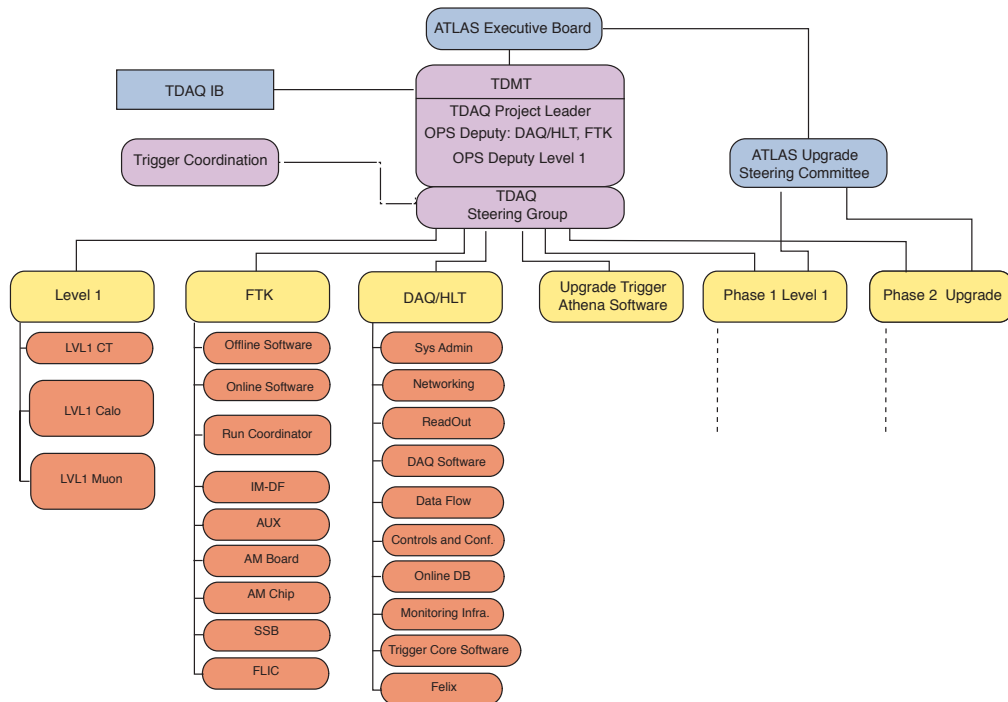 ATLAS Executive Board
TDAQ IB
TDMT
TDAQ Project Leader
OPS Deputy: DAQ/HLT, FTK
OPS Deputy Level 1
Trigger Coordination
ATLAS Upgrade
Steering Committee
TDAQ
Steering Group
Level 1
FTK
DAQ/HLT
Upgrade Trigger
Athena Software
Phase 1 Level 1
Phase 2 Upgrade
LVL1 CT
LVL1 Calo
LVL1 Muon
Offline Software
Online Software
Run Coordinator
IM-DF
AUX
AM Board
AM Chip
SSB
FLIC
Sys Admin
Networking
ReadOut
DAQ Software
Data Flow
Controls and Conf.
Online DB
Monitoring Infra.
Trigger Core Software
Felix